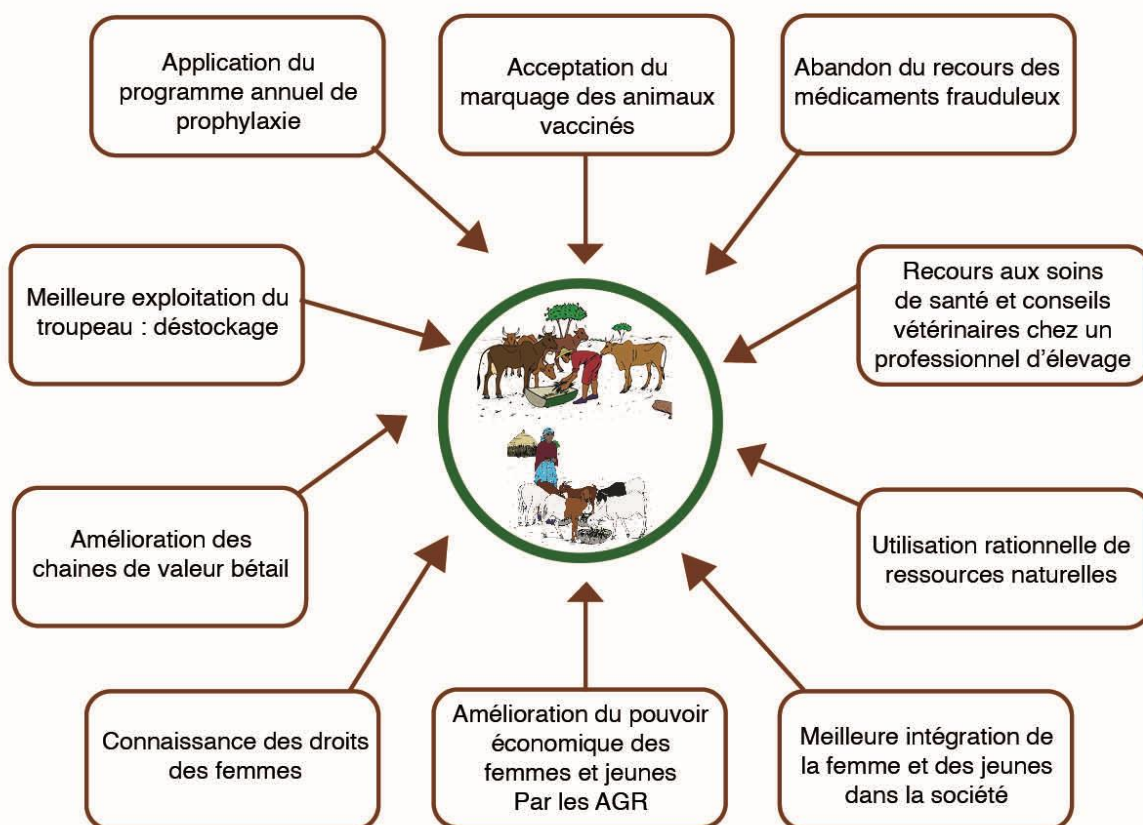 Application du
programme annuel de
prophylaxie
Acceptation du
marquage des animaux
vaccinés
Abandon du recours des
médicaments frauduleux
Meilleure exploitation du
troupeau : déstockage
Recours aux soins
de santé et conseils
vétérinaires chez un
professionnel d'élevage
Amélioration des
chaines de valeur bétail
Utilisation rationnelle de
ressources naturelles
Connaissance des droits
des femmes
Amélioration du pouvoir
économique des
femmes et jeunes
Par les AGR
Meilleure intégration de
la femme et des jeunes
dans la société